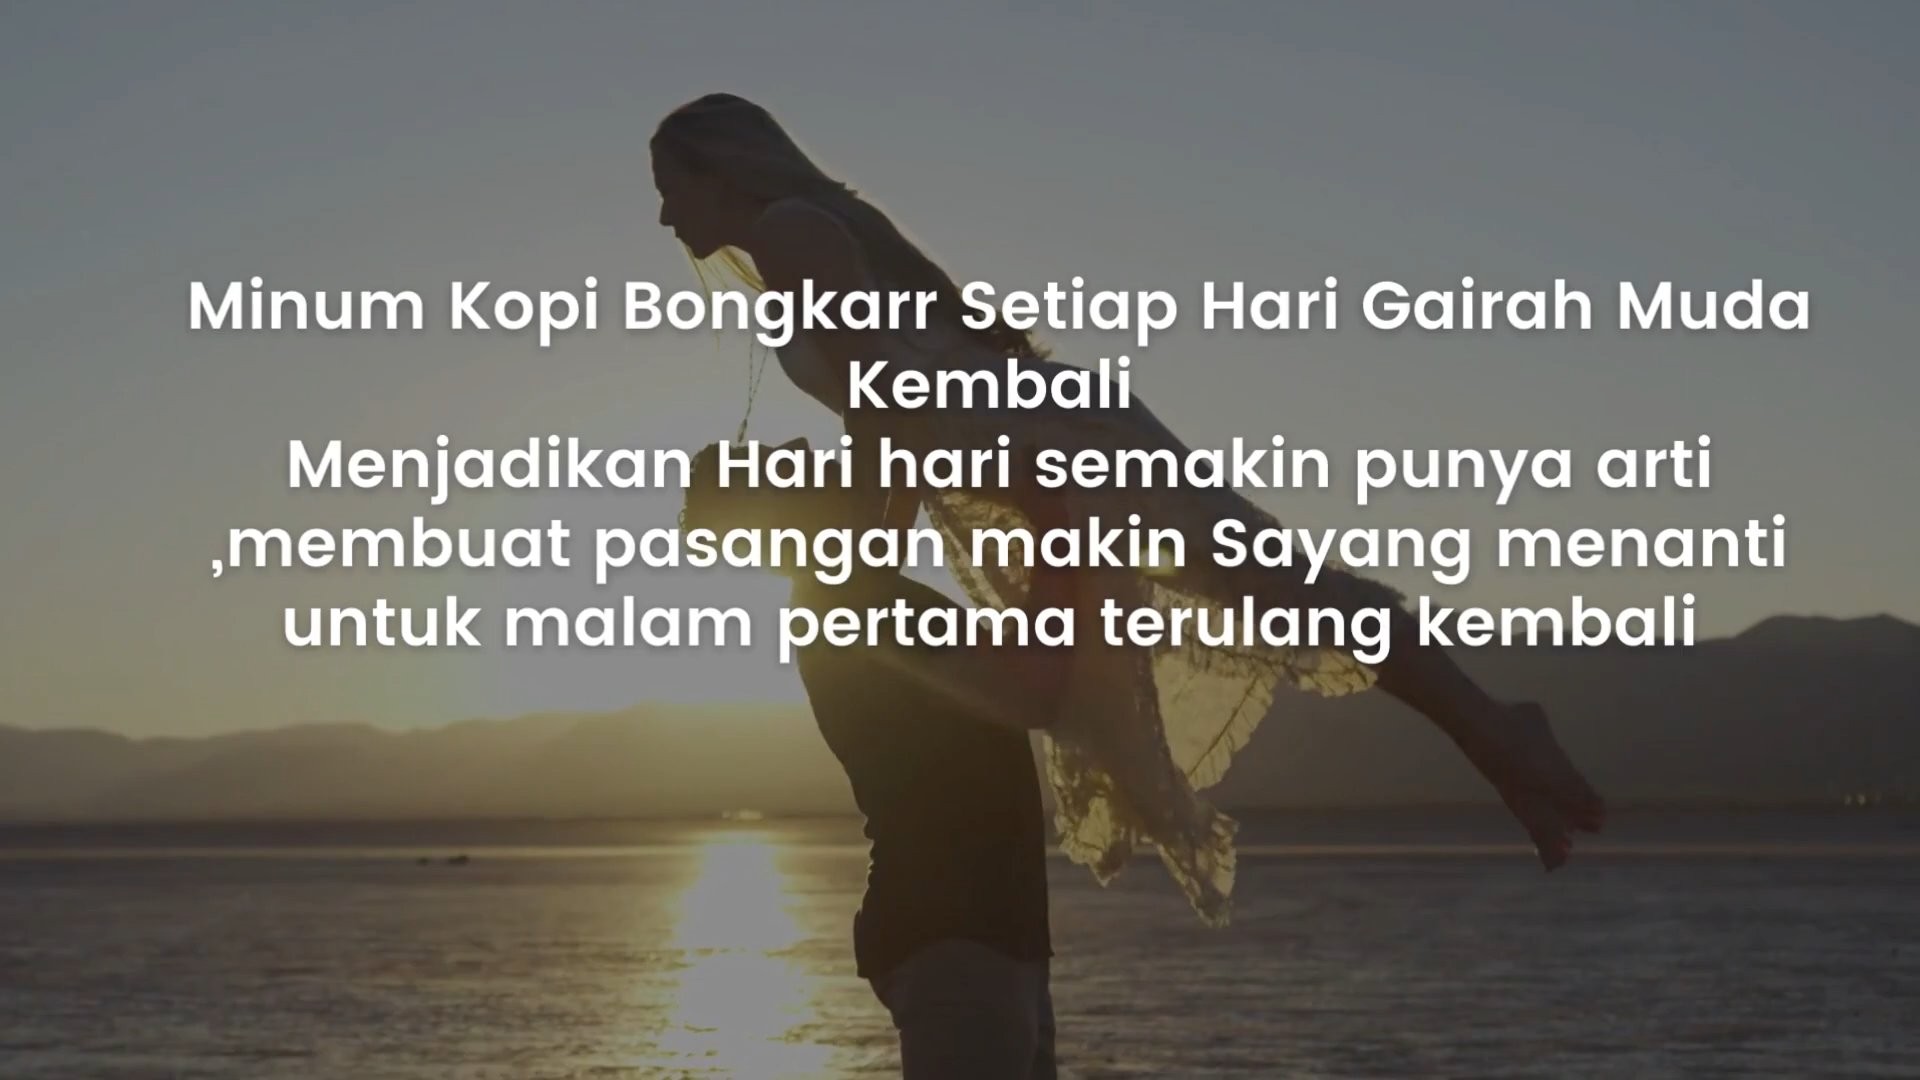 Minum Kopi Bongkarr Setiap Hari Gairah Muda
Kembali
Menjadikan Hari hari semakin punya arti
,membuat pasangan makin Sayang menanti
untuk malam pertama terulang kembali